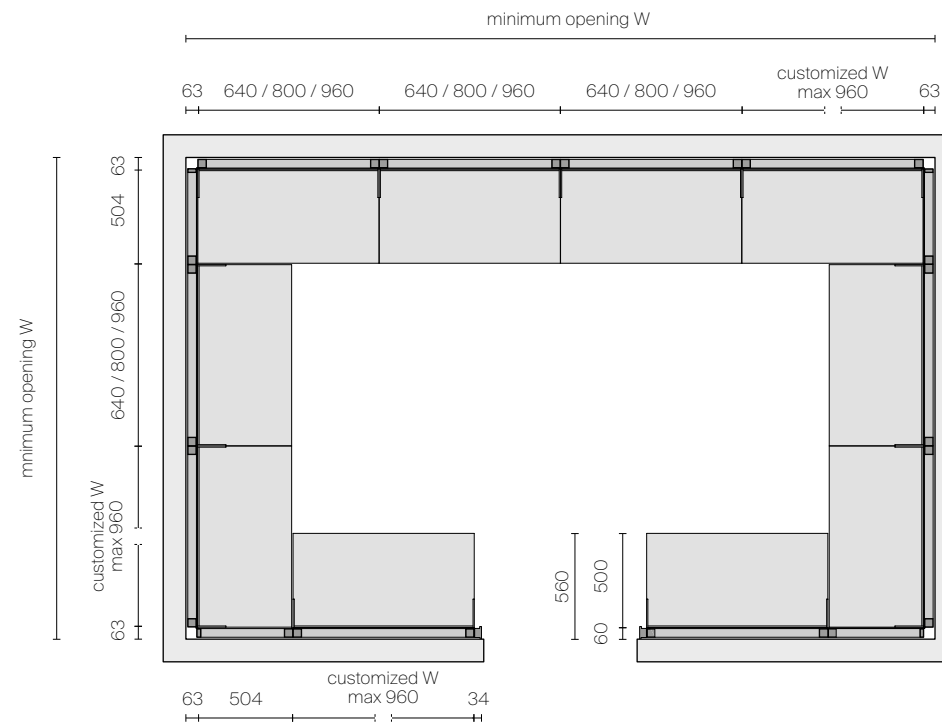 minimum opening W
customized W
63 640 / 800 / 960 640 / 800 / 960 640 / 800 / 960 max 960 63
63
504
640 / 800 / 960
mnimum opening W
customized W
max 960
63
560
500
60
customized W
63 504 max 960 34